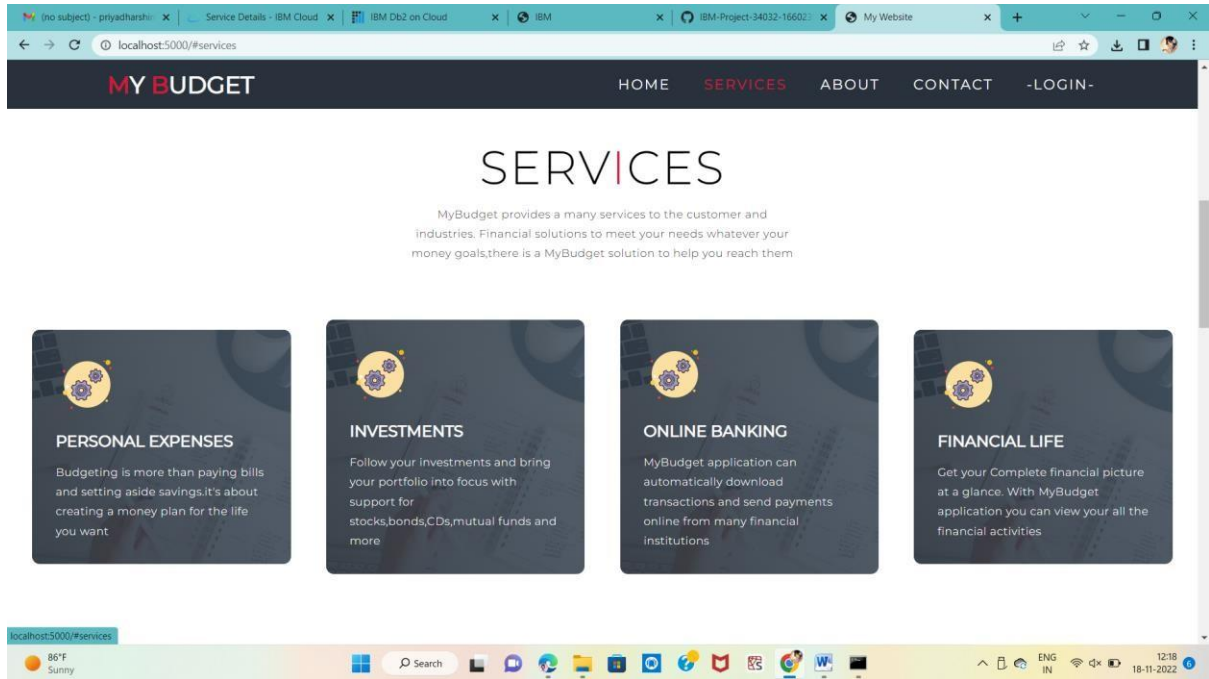 (no subject) - priyadharshin
Service Details - IBM Cloud
IBM Db2 on Cloud
IBM
IBM-Project-34032-16602
My Website
localhost:5000/#services
MY BUDGET
HOME
SERVICES
ABOUT
CONTACT
-LOGIN-
SERVICES
MyBudget provides a many services to the customer and
industries. Financial solutions to meet your needs whatever your
money goals,there is a MyBudget solution to help you reach them
PERSONAL EXPENSES
Budgeting is more than paying bills
and setting aside savings.it's about
creating a money plan for the life
you want
INVESTMENTS
Follow your investments and bring
your portfolio into focus with
support for
stocks,bonds,CDs,mutual funds and
more
ONLINE BANKING
MyBudget application can
automatically download
transactions and send payments
online from many financial
institutions
FINANCIAL LIFE
Get your Complete financial picture
at a glance. With MyBudget
application you can view your all the
financial activities
localhost:5000/#services
86°F
Sunny
Search
ENG
IN
12:18
18-11-2022
6